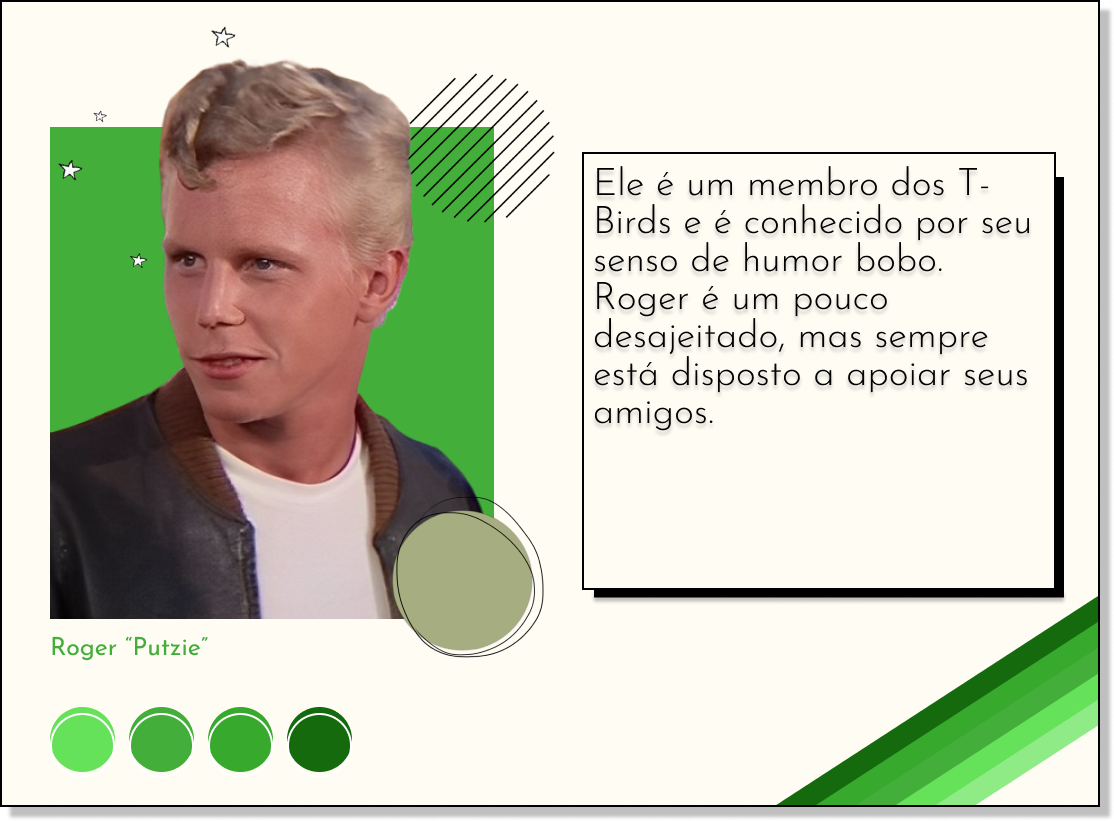 Ele é um membro dos T-
Birds e é conhecido por seu
senso de humor bobo.
Roger é um pouco
desajeitado, mas sempre
está disposto a apoiar seus
amigos.
Roger “Putzie”